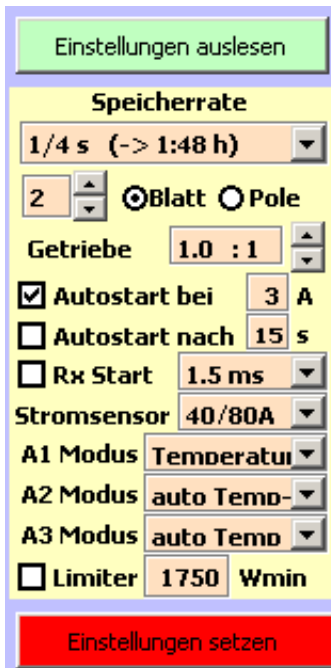 Einstellungen auslesen
Speicherrate
1/4 s (-> 1:48 h)
2 Blatt Pole
Getriebe 1.0 : 1
Autostart bei 3 A
Autostart nach 15 s
Rx Start 1.5 ms
Stromsensor 40/80A
A1 Modus Temperatur
A2 Modus auto Temp-
A3 Modus auto Temp
Limiter 1750 Wmin
Einstellungen setzen